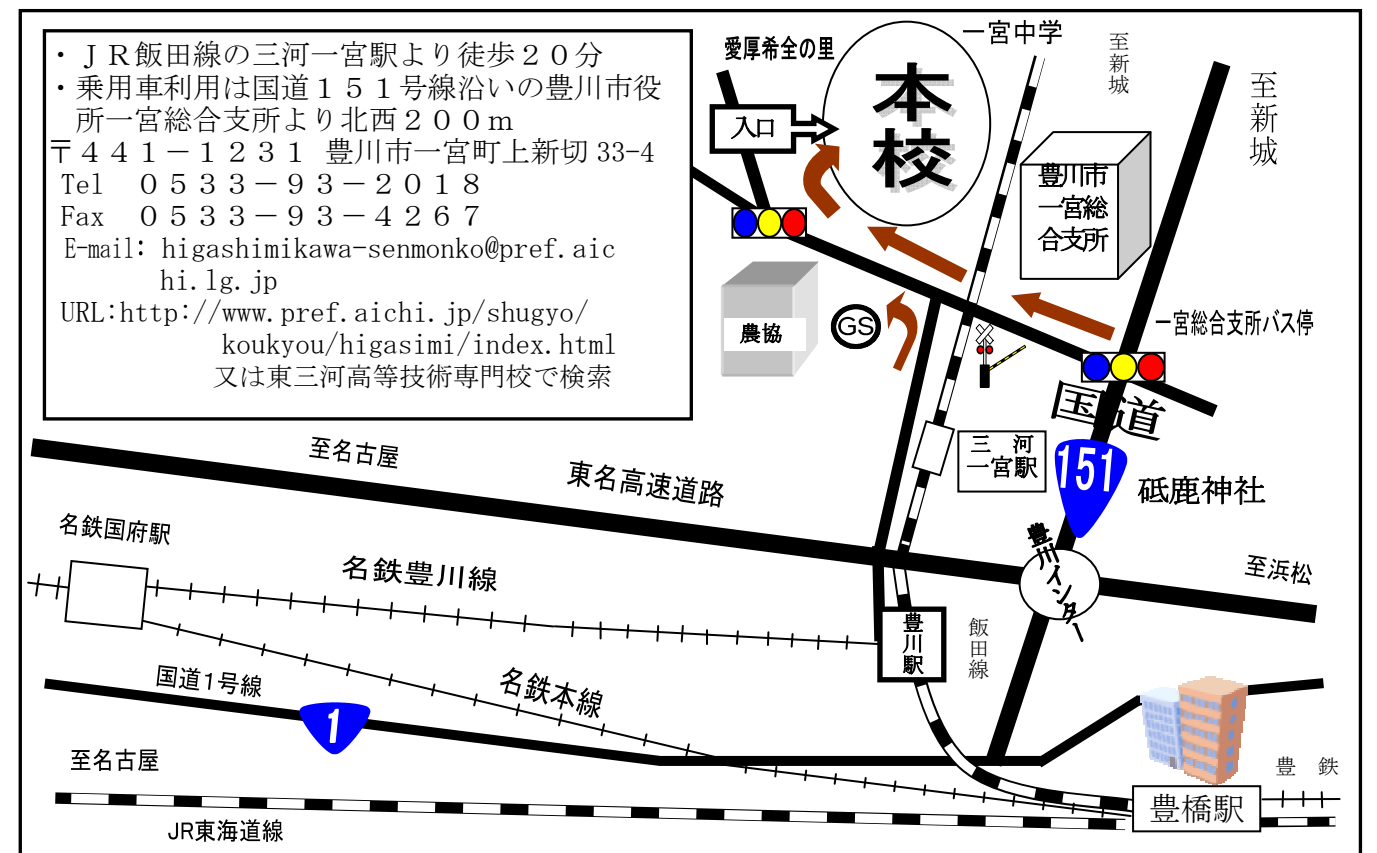 ・ＪＲ飯田線の三河一宮駅より徒歩２０分
・乗用車利用は国道１５１号線沿いの豊川市役
所一宮総合支所より北西２００ｍ
〒４４１－１２３１ 豊川市一宮町上新切 33-4
Tel ０５３３－９３－２０１８
Fax ０５３３－９３－４２６７
E-mail: higashimikawa-senmonko@pref.aic
hi.lg.jp
URL:http://www.pref.aichi.jp/shugyo/
koukyou/higasimi/index.html
又は東三河高等技術専門校で検索
愛厚希全の里
一宮中学
至新城
至新城
本校
入口
豊川市
一宮総
合支所
農協
GS
一宮総合支所バス停
国道
151
三 河
一宮駅
砥鹿神社
至名古屋
東名高速道路
豊川インター
至浜松
名鉄国府駅
名鉄豊川線
豊川駅
飯田線
国道1号線
名鉄本線
1
至名古屋
豊 鉄
豊橋駅
JR東海道線